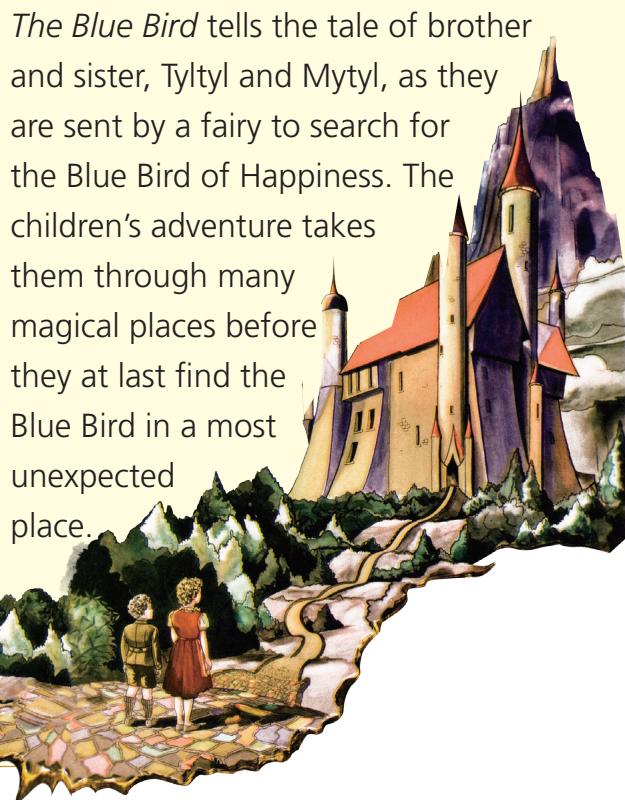 The Blue Bird tells the tale of brother
and sister, Tyltyl and Mytyl, as they
are sent by a fairy to search for
the Blue Bird of Happiness. The
children’s adventure takes
them through many
magical places before
they at last find the
Blue Bird in a most
unexpected
place.